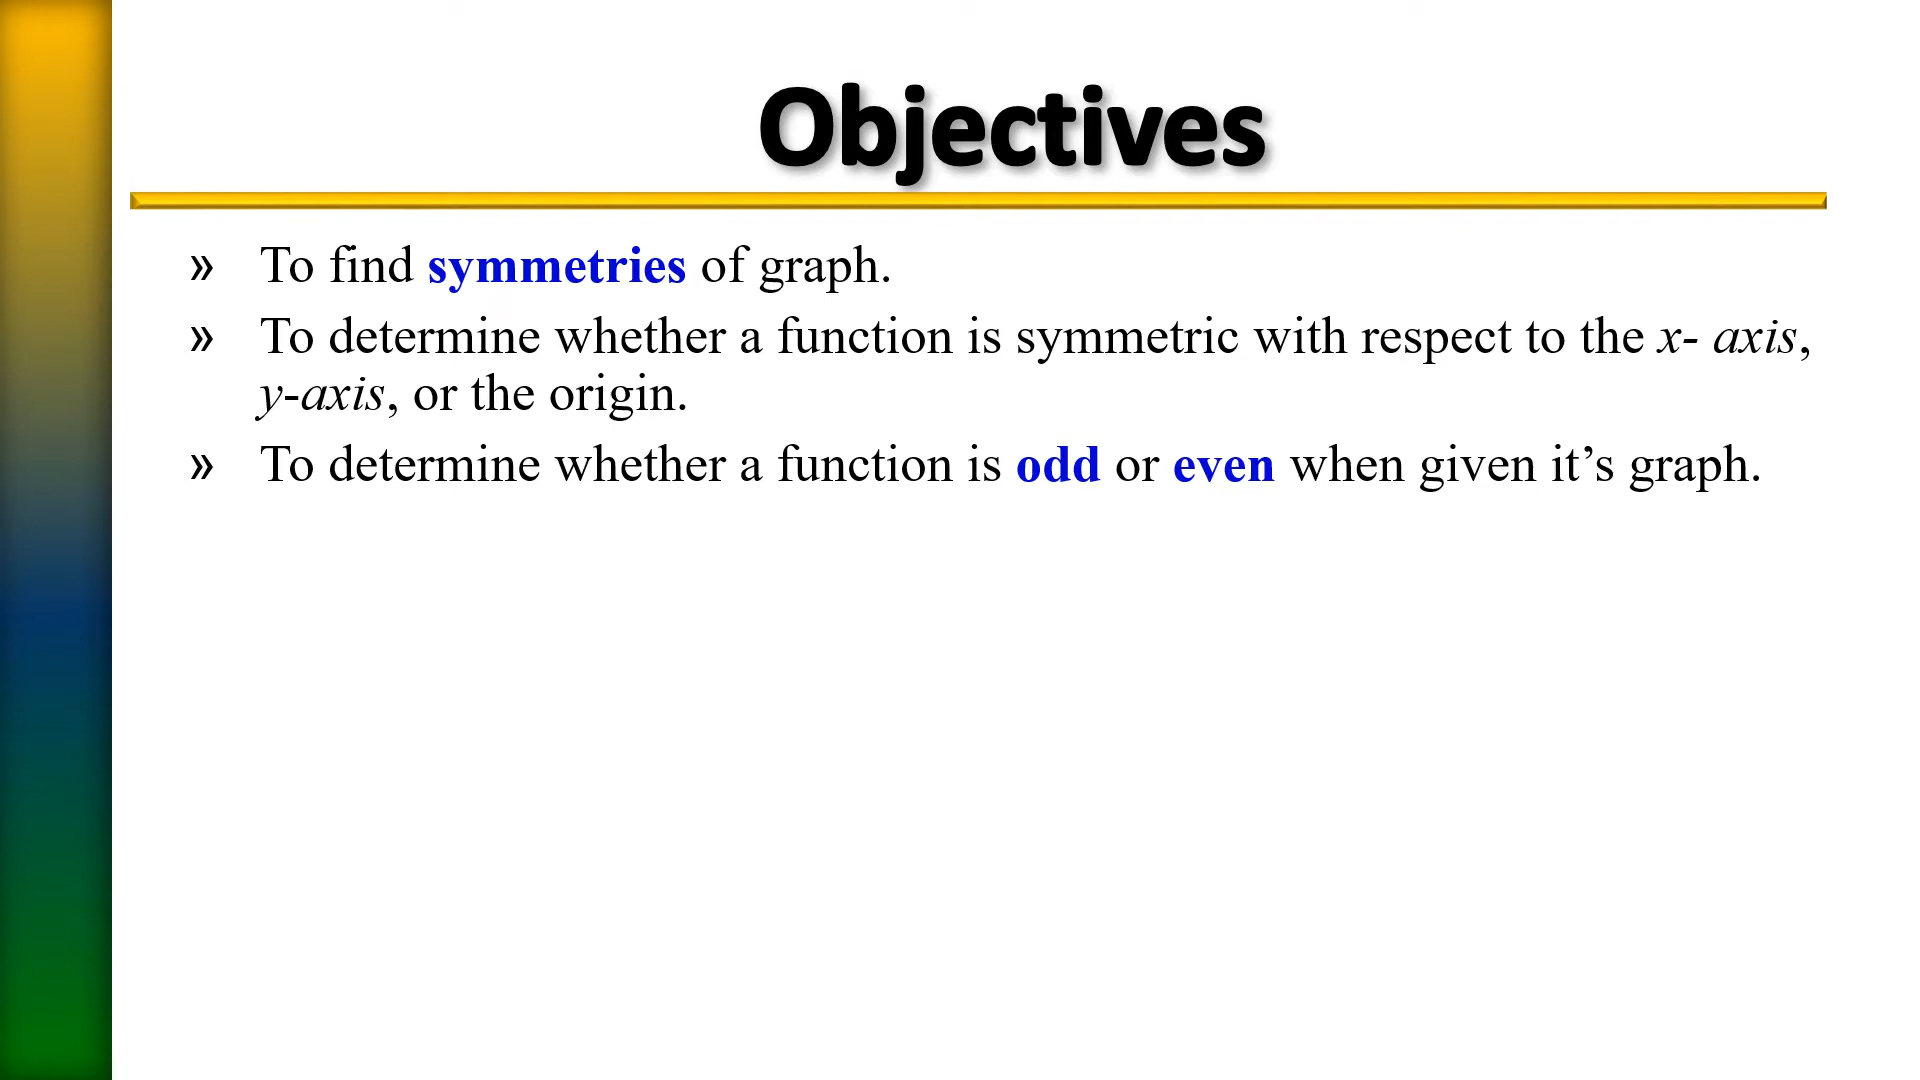 Objectives
» To find symmetries of graph.
» To determine whether a function is symmetric with respect to the x- axis,
y-axis, or the origin.
» To determine whether a function is odd or even when given it’s graph.